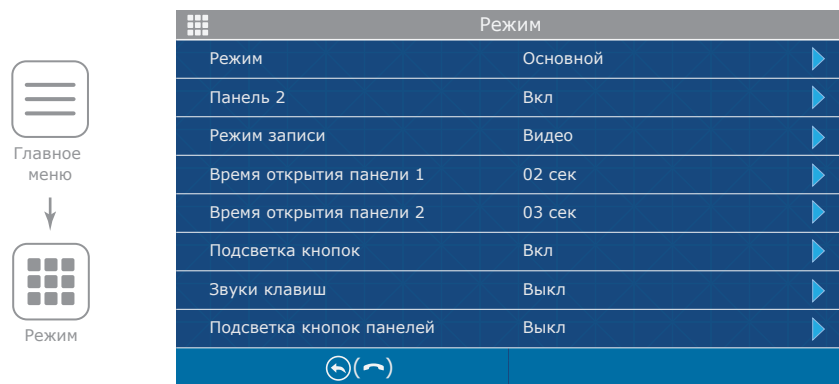 Главное
меню
Режим
Режим
Режим Основной
Панель 2 Вкл
Режим записи Видео
Время открытия панели 1 02 сек
Время открытия панели 2 03 сек
Подсветка кнопок Вкл
Звуки клавиш Выкл
Подсветка кнопок панелей Выкл